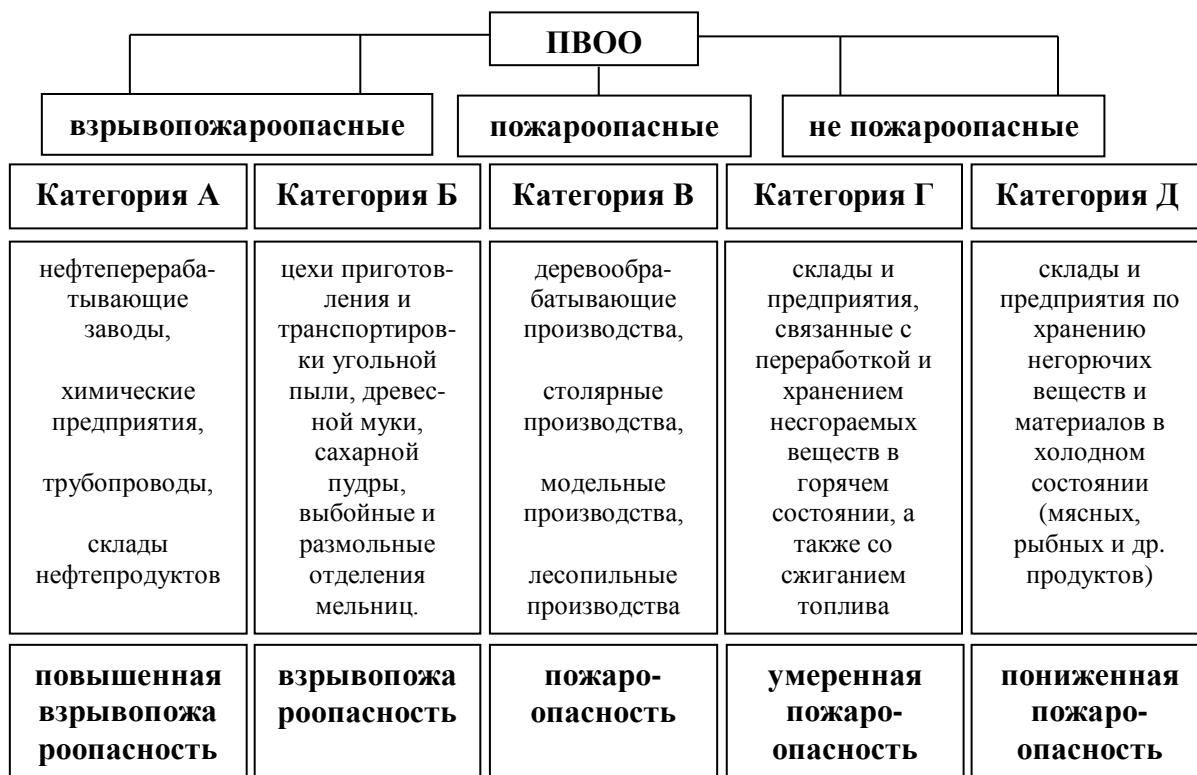 ПВОО
взрывопожароопасные
пожароопасные
не пожароопасные
Категория А
Категория Б
Категория В
Категория Г
Категория Д
нефтеперераба-
тывающие
заводы,
химические
предприятия,
трубопроводы,
склады
нефтепродуктов
цехи приготов-
ления и
транспортиров-
ки угольной
пыли, древес-
ной муки,
сахарной
пудры,
выбойные и
размольные
отделения
мельниц.
деревообра-
батывающие
производства,
столярные
производства,
модельные
производства,
лесопильные
производства
склады и
предприятия,
связанные с
переработкой и
хранением
несгораемых
веществ в
горячем
состоянии, а
также со
сжиганием
топлива
склады и
предприятия по
хранению
негорючих
веществ и
материалов в
холодном
состоянии
(мясных,
рыбных и др.
продуктов)
повышенная
взрывопожа
роопасность
взрывопожа
роопасность
пожаро-
опасность
умеренная
пожаро-
опасность
пониженная
пожаро-
опасность